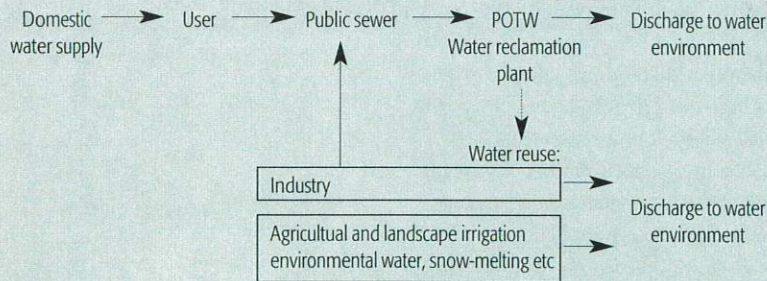 Domestic
water supply
User
Public sewer
POTW
Water reclamation
plant
Discharge to water
environment
Water reuse:
Industry
Agricultual and landscape irrigation
environmental water, snow-melting etc
Discharge to water
environment